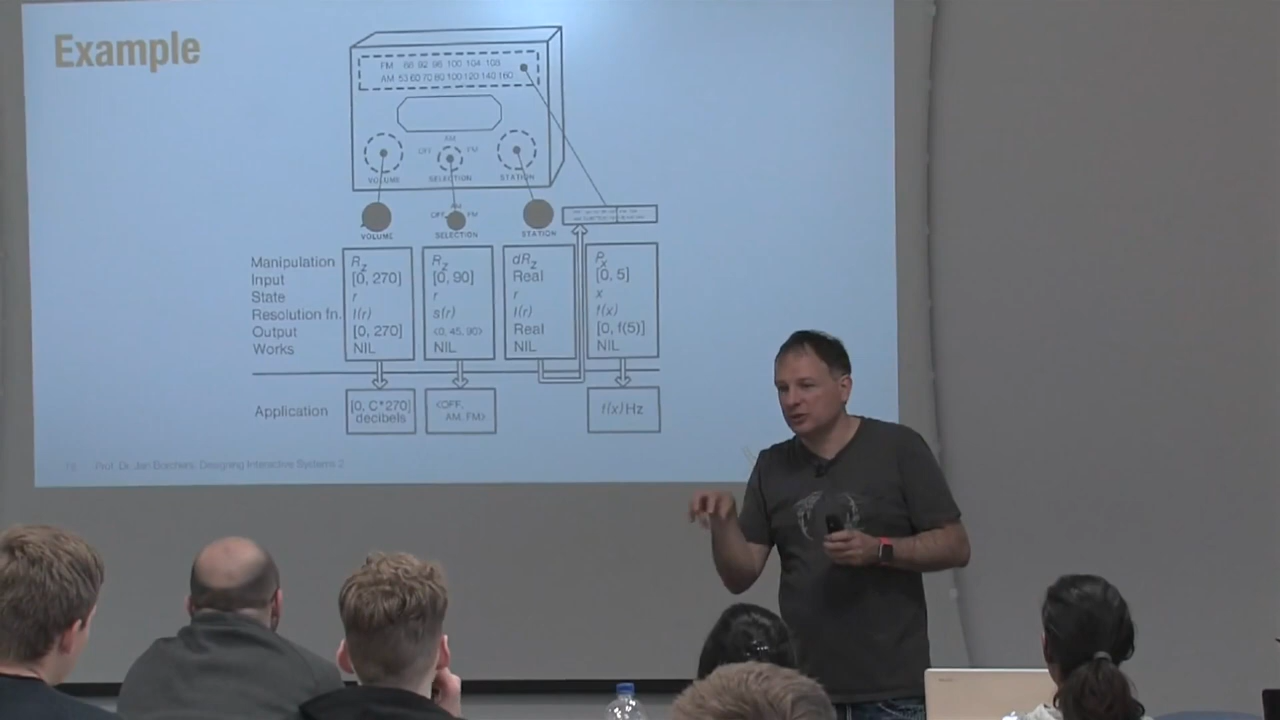 Example
FM 88 92 96 100 104 108
AM 53 60 70 80 100 120 140 160
AM
OFF FM
VOLUME SELECTION STATION
AM
OFF FM
VOLUME SELECTION STATION
Manipulation Rz Rz dRz Px
Input [0, 270] [0, 90] Real [0, 5]
State r r r x
Resolution fn. I(r) s(r) I(r) f(x)
Output [0, 270] <0, 45, 90> Real [0, f(5)]
Works NIL NIL NIL NIL
Application [0, C*270] decibels <OFF, AM, FM> f(x) Hz
Prof. Dr. Jan Borchers: Designing Interactive Systems 2